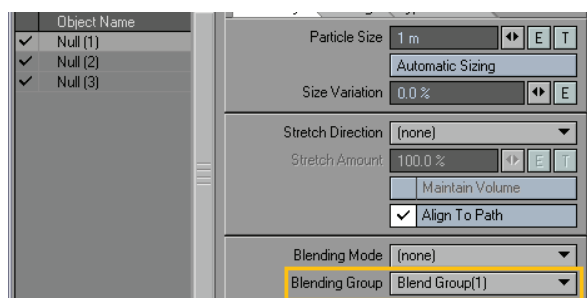 Object Name
Null (1)
Null (2)
Null (3)
Particle Size 1 m E T
Automatic Sizing
Size Variation 0.0 % E
Stretch Direction (none)
Stretch Amount 100.0 % E T
Maintain Volume
Align To Path
Blending Mode (none)
Blending Group Blend Group(1)